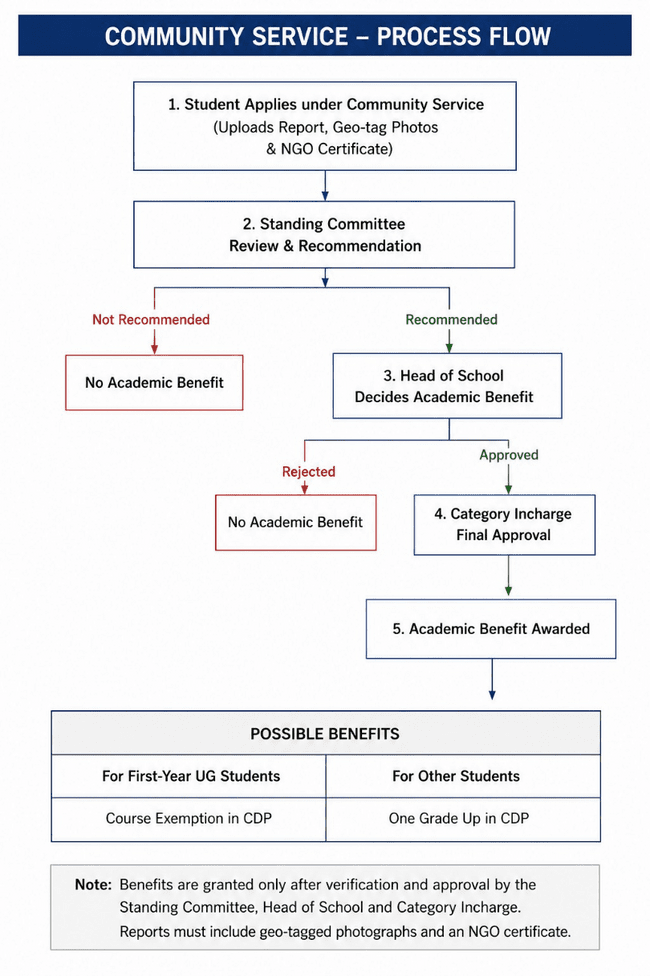 COMMUNITY SERVICE – PROCESS FLOW
1. Student Applies under Community Service
(Uploads Report, Geo-tag Photos
& NGO Certificate)
2. Standing Committee
Review & Recommendation
Not Recommended
Recommended
No Academic Benefit
3. Head of School
Decides Academic Benefit
Rejected
Approved
No Academic Benefit
4. Category Incharge
Final Approval
5. Academic Benefit Awarded
POSSIBLE BENEFITS
For First-Year UG Students
For Other Students
Course Exemption in CDP
One Grade Up in CDP
Note: Benefits are granted only after verification and approval by the
Standing Committee, Head of School and Category Incharge.
Reports must include geo-tagged photographs and an NGO certificate.